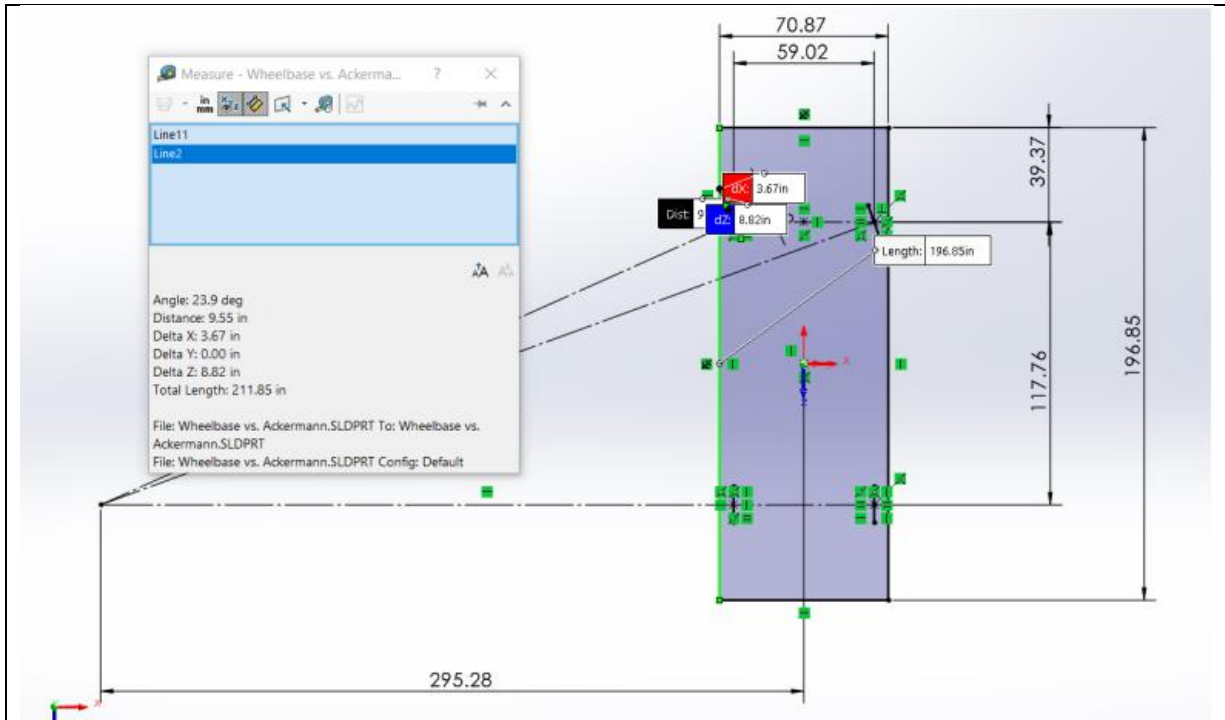 Measure - Wheelbase vs. Ackerma...
?
in
mm
Line11
Line2
Angle: 23.9 deg
Distance: 9.55 in
Delta X: 3.67 in
Delta Y: 0.00 in
Delta Z: 8.82 in
Total Length: 211.85 in
File: Wheelbase vs. Ackermann.SLDPRT To: Wheelbase vs.
Ackermann.SLDPRT
File: Wheelbase vs. Ackermann.SLDPRT Config: Default
70.87
59.02
39.37
dX: 3.67in
Dist: 9
dZ: 8.82in
Length: 196.85in
196.85
117.76
x
295.28
x